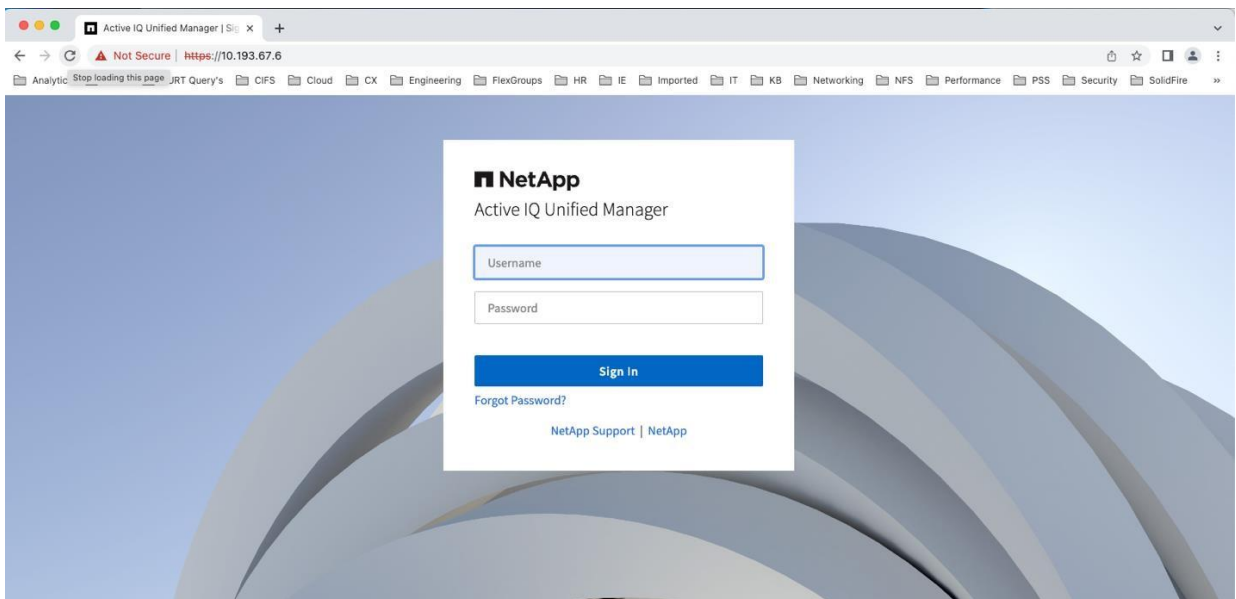 Active IQ Unified Manager | Sig
Not Secure | https://10.193.67.6
Analytic Stop loading this page URT Query's CIFS Cloud CX Engineering FlexGroups HR IE Imported IT KB Networking NFS Performance PSS Security SolidFire »
NetApp
Active IQ Unified Manager
Username
Password
Sign In
Forgot Password?
NetApp Support | NetApp